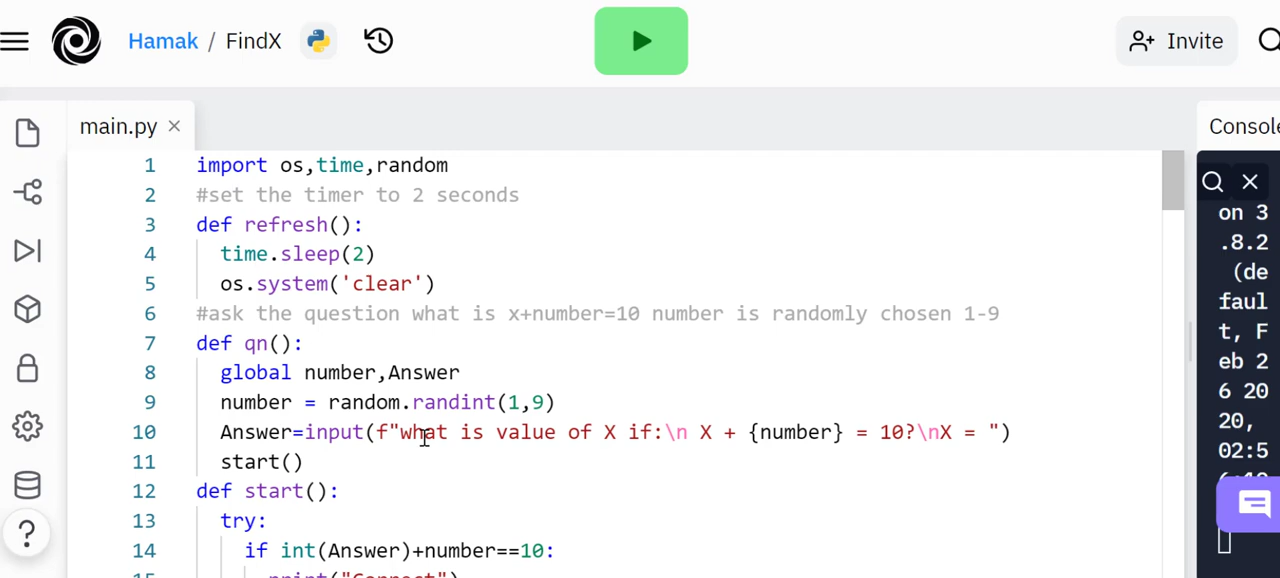 Hamak / FindX
Invite
main.py
Console
1 import os,time,random
2 #set the timer to 2 seconds
3 def refresh():
4 time.sleep(2)
5 os.system('clear')
6 #ask the question what is x+number=10 number is randomly chosen 1-9
7 def qn():
8 global number,Answer
9 number = random.randint(1,9)
10 Answer=input(f"what is value of X if:\n X + {number} = 10?\nX = ")
11 start()
12 def start():
13 try:
14 if int(Answer)+number==10:
15 print("Correct")
on 3
.8.2
(de
faul
t, F
eb 2
6 20
20,
02:5
?